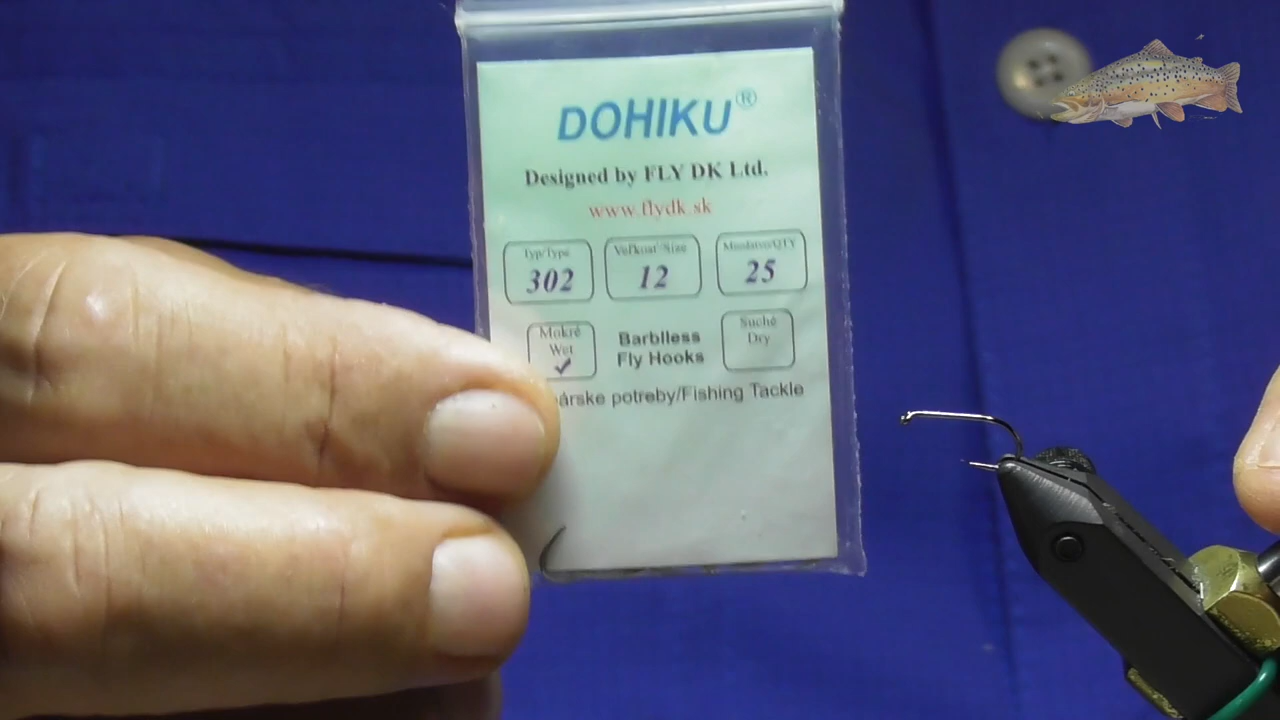 DOHIKU®
Designed by FLY DK Ltd.
www.flydk.sk
Typ/Type
302
Veľkosť/Size
12
Množstvo/QTY
25
Mokré
Wet
Barblless
Fly Hooks
Suché
Dry
potreby/Fishing Tackle